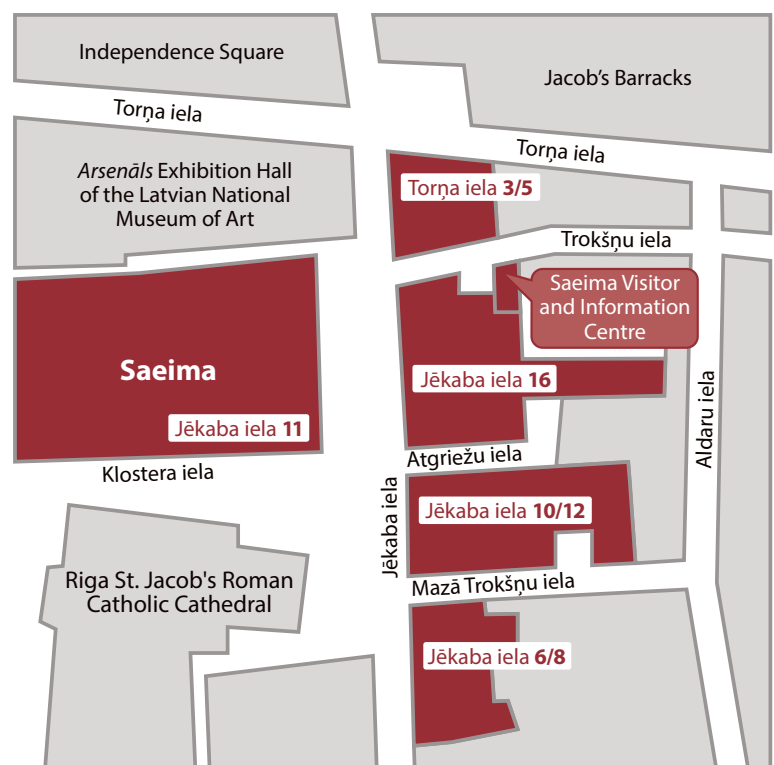 Independence Square
Jacob's Barracks
Torņa iela
Torņa iela
Arsenāls Exhibition Hall
of the Latvian National
Museum of Art
Torņa iela 3/5
Trokšņu iela
Saeima Visitor
and Information
Centre
Saeima
Jēkaba iela 16
Jēkaba iela 11
Aldaru iela
Klostera iela
Atgriežu iela
Jēkaba iela
Jēkaba iela 10/12
Riga St. Jacob's Roman
Catholic Cathedral
Mazā Trokšņu iela
Jēkaba iela 6/8